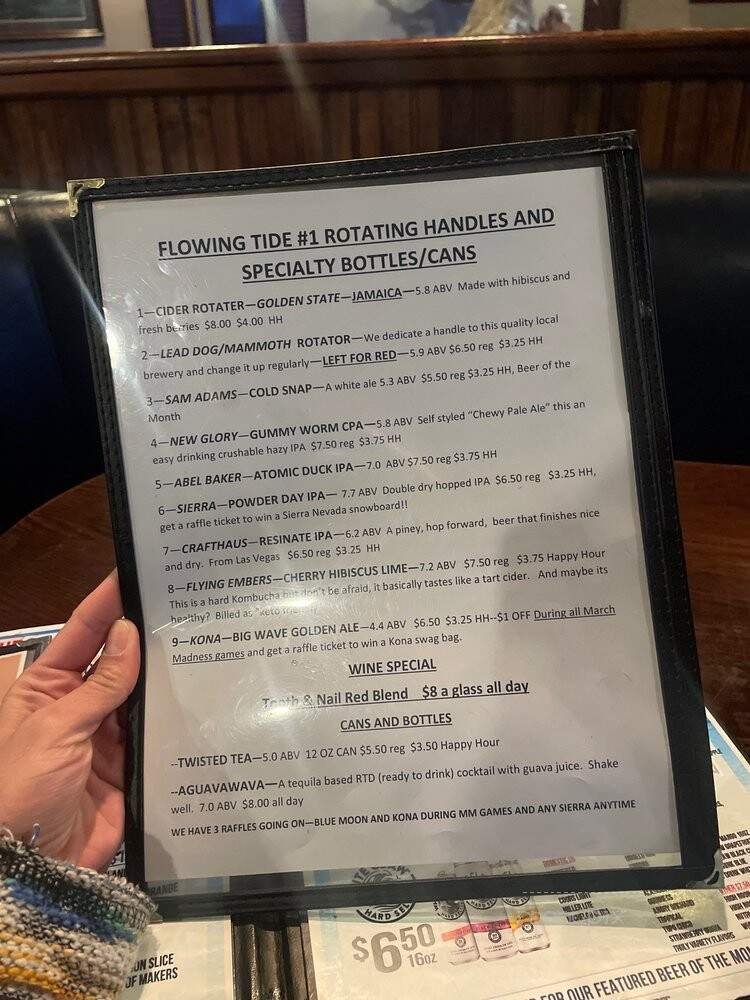 FLOWING TIDE #1 ROTATING HANDLES AND
SPECIALTY BOTTLES/CANS
1—CIDER ROTATER—GOLDEN STATE—JAMAICA—5.8 ABV Made with hibiscus and
fresh berries $8.00 $4.00 HH
2—LEAD DOG/MAMMOTH ROTATOR—We dedicate a handle to this quality local
brewery and change it up regularly—LEFT FOR RED—5.9 ABV $6.50 reg $3.25 HH
3—SAM ADAMS—COLD SNAP—A white ale 5.3 ABV $5.50 reg $3.25 HH, Beer of the
Month
4—NEW GLORY—GUMMY WORM CPA—5.8 ABV Self styled "Chewy Pale Ale" this an
easy drinking crushable hazy IPA $7.50 reg $3.75 HH
5—ABEL BAKER—ATOMIC DUCK IPA—7.0 ABV $7.50 reg $3.75 HH
6—SIERRA—POWDER DAY IPA— 7.7 ABV Double dry hopped IPA $6.50 reg $3.25 HH,
get a raffle ticket to win a Sierra Nevada snowboard!!
7—CRAFTHAUS—RESINATE IPA—6.2 ABV A piney, hop forward, beer that finishes nice
and dry. From Las Vegas $6.50 reg $3.25 HH
8—FLYING EMBERS—CHERRY HIBISCUS LIME—7.2 ABV $7.50 reg $3.75 Happy Hour
This is a hard Kombucha but don't be afraid, it basically tastes like a tart cider. And maybe its
healthy? Billed as "keto
9—KONA—BIG WAVE GOLDEN ALE—4.4 ABV $6.50 $3.25 HH--$1 OFF During all March
Madness games and get a raffle ticket to win a Kona swag bag.
WINE SPECIAL
Tooth & Nail Red Blend $8 a glass all day
CANS AND BOTTLES
--TWISTED TEA—5.0 ABV 12 OZ CAN $5.50 reg $3.50 Happy Hour
--AGUAVAWAVA—A tequila based RTD (ready to drink) cocktail with guava juice. Shake
well. 7.0 ABV $8.00 all day
WE HAVE 3 RAFFLES GOING ON—BLUE MOON AND KONA DURING MM GAMES AND ANY SIERRA ANYTIME
HARD
$6.50
16OZ
ON SLICE
OF MAKERS
FOR OUR FEATURED BEER OF THE MO